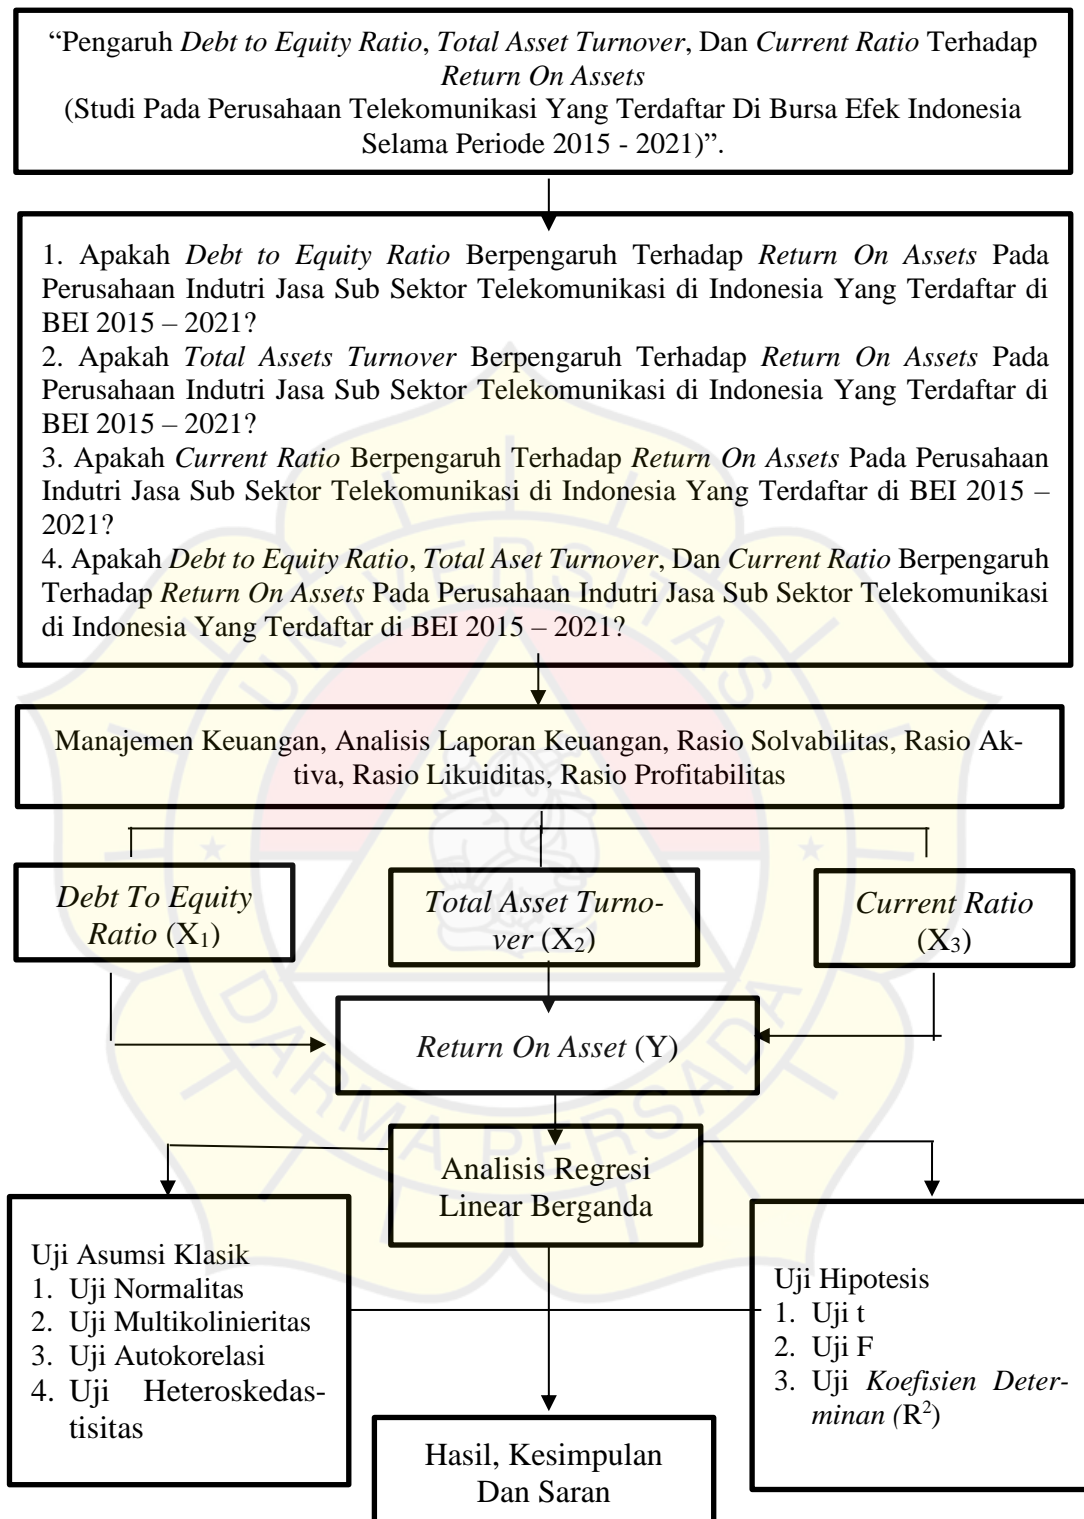 “Pengaruh Debt to Equity Ratio, Total Asset Turnover, Dan Current Ratio Terhadap
Return On Assets
(Studi Pada Perusahaan Telekomunikasi Yang Terdaftar Di Bursa Efek Indonesia
Selama Periode 2015 - 2021)”.
1. Apakah Debt to Equity Ratio Berpengaruh Terhadap Return On Assets Pada
Perusahaan Indutri Jasa Sub Sektor Telekomunikasi di Indonesia Yang Terdaftar di
BEI 2015 – 2021?
2. Apakah Total Assets Turnover Berpengaruh Terhadap Return On Assets Pada
Perusahaan Indutri Jasa Sub Sektor Telekomunikasi di Indonesia Yang Terdaftar di
BEI 2015 – 2021?
3. Apakah Current Ratio Berpengaruh Terhadap Return On Assets Pada Perusahaan
Indutri Jasa Sub Sektor Telekomunikasi di Indonesia Yang Terdaftar di BEI 2015 –
2021?
4. Apakah Debt to Equity Ratio, Total Aset Turnover, Dan Current Ratio Berpengaruh
Terhadap Return On Assets Pada Perusahaan Indutri Jasa Sub Sektor Telekomunikasi
di Indonesia Yang Terdaftar di BEI 2015 – 2021?
Manajemen Keuangan, Analisis Laporan Keuangan, Rasio Solvabilitas, Rasio Ak-
tiva, Rasio Likuiditas, Rasio Profitabilitas
Debt To Equity
Ratio (X₁)
Total Asset Turno-
ver (X₂)
Current Ratio
(X₃)
Return On Asset (Y)
Analisis Regresi
Linear Berganda
Uji Asumsi Klasik
1. Uji Normalitas
2. Uji Multikolinieritas
3. Uji Autokorelasi
4. Uji Heteroskedas-
tisitas
Uji Hipotesis
1. Uji t
2. Uji F
3. Uji Koefisien Deter-
minan (R²)
Hasil, Kesimpulan
Dan Saran
UNIVERSITAS
DARMA PERSADA